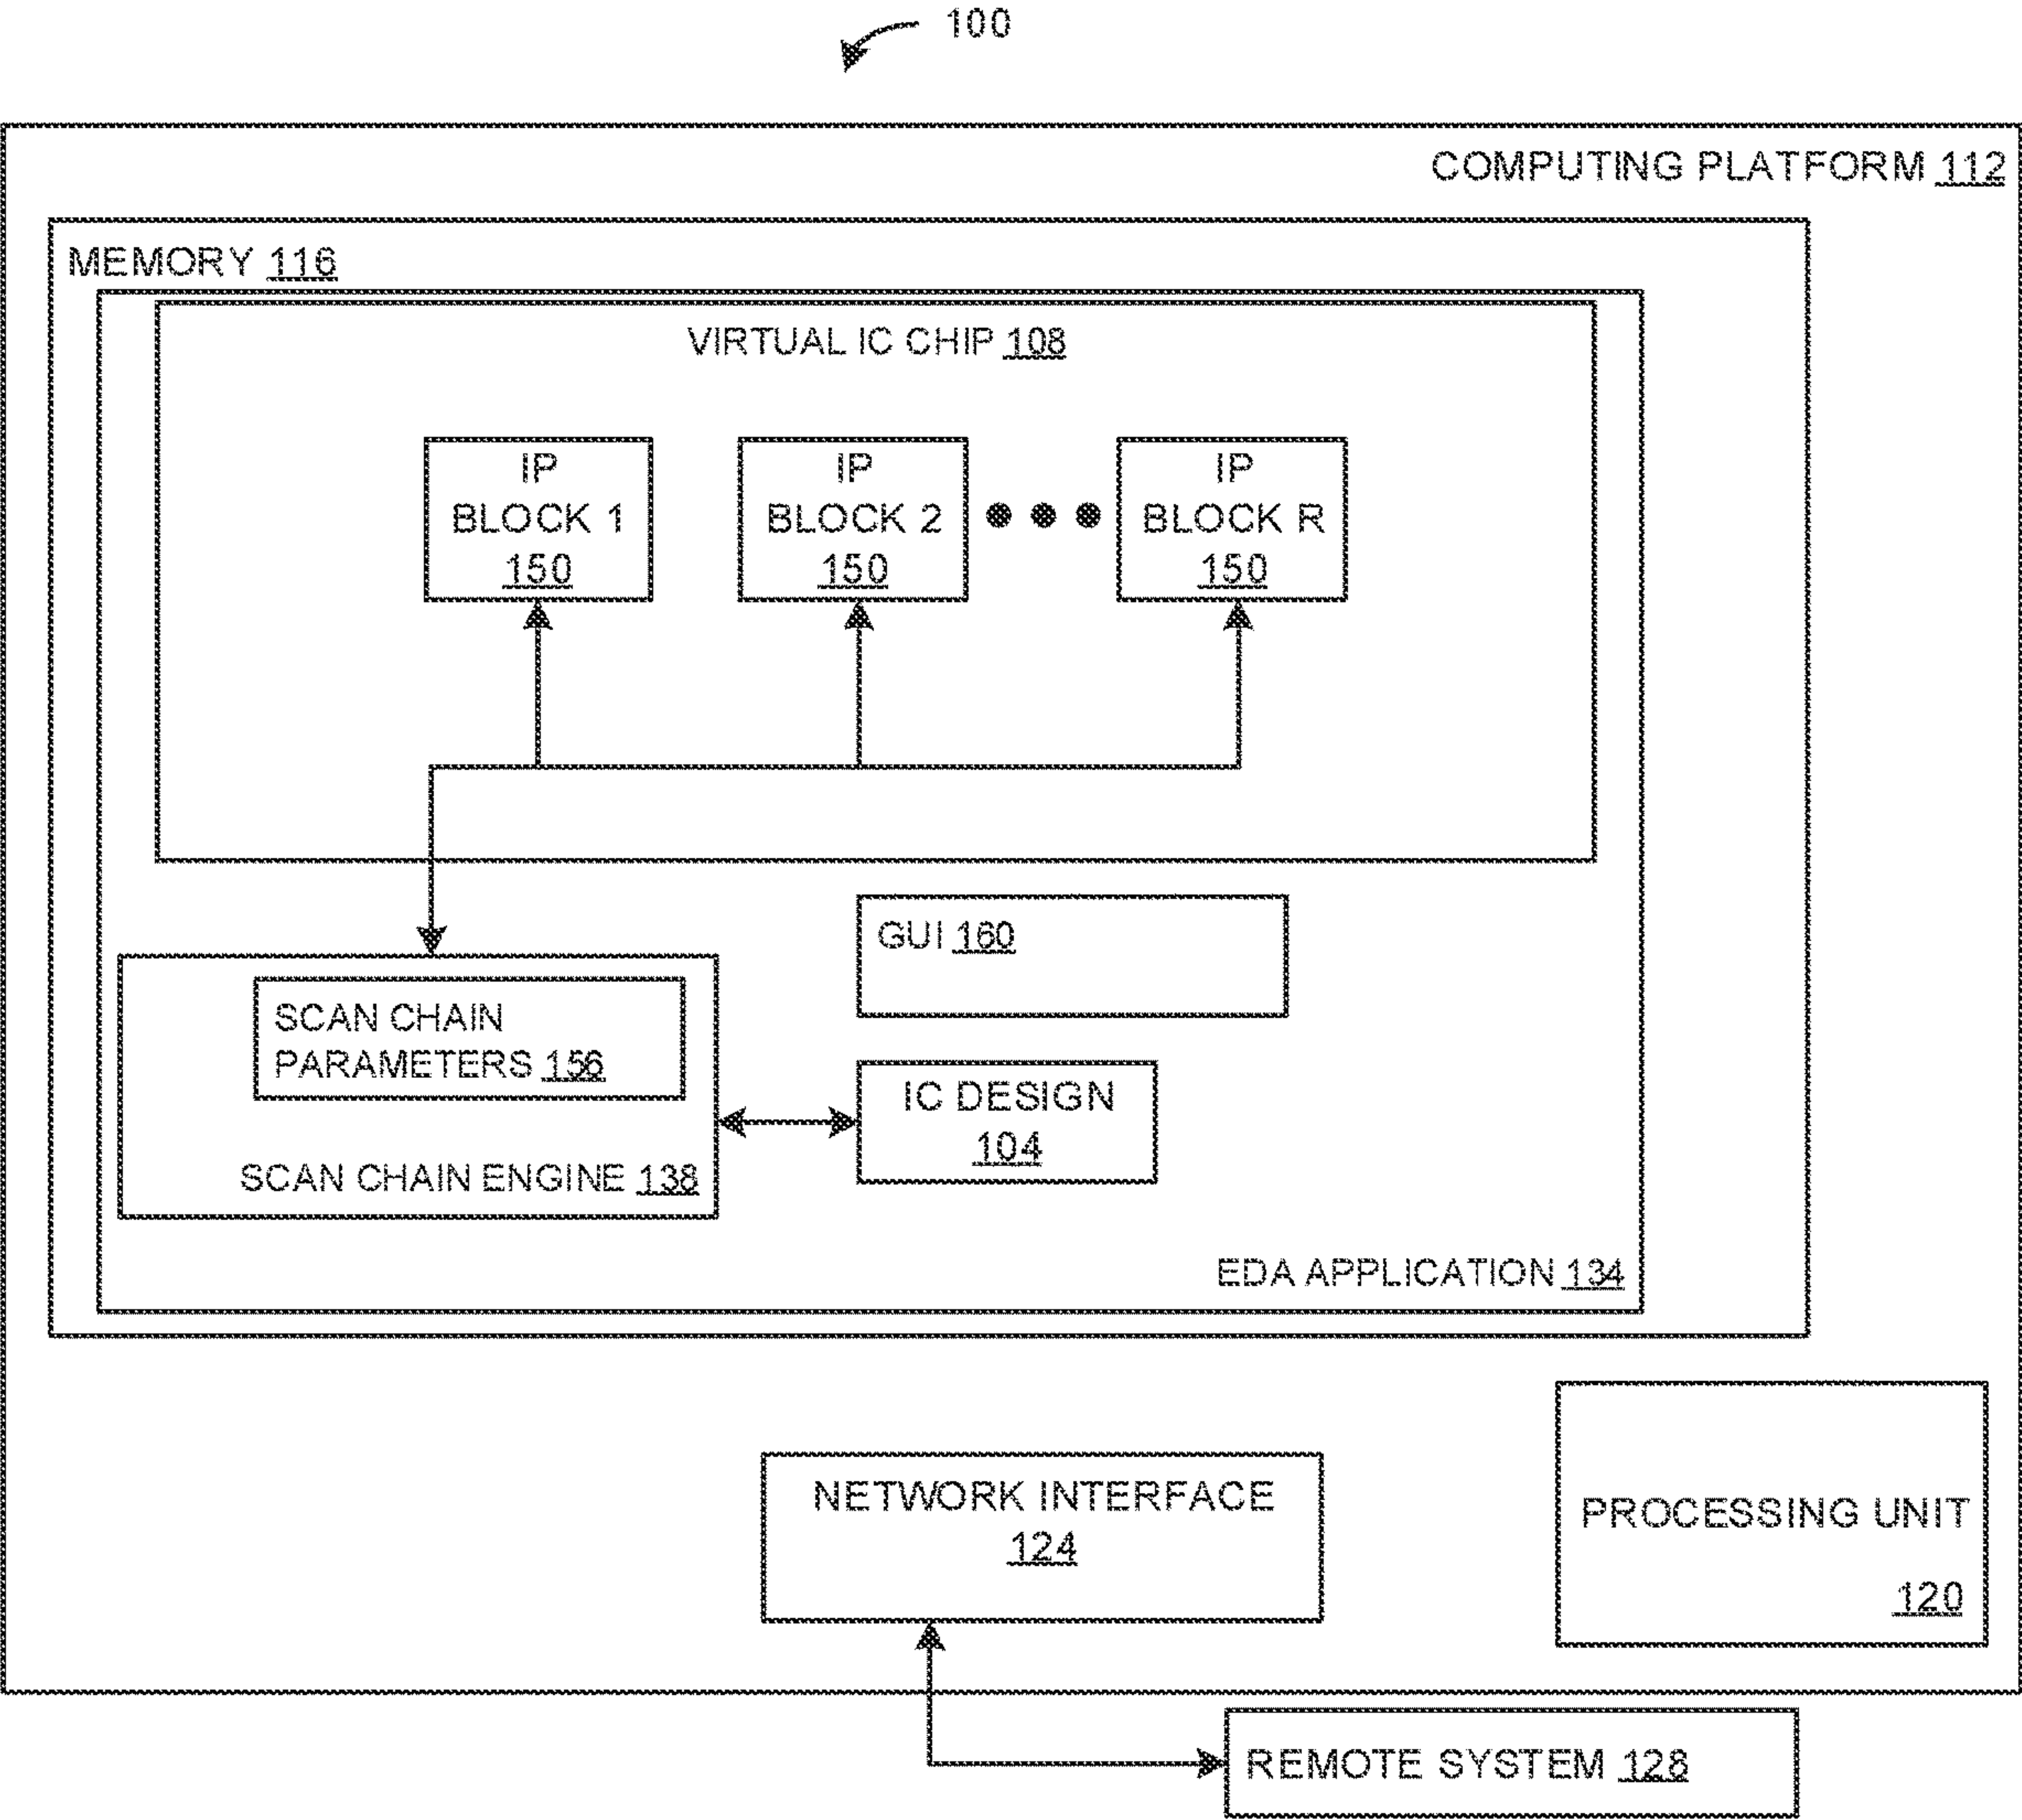 100
COMPUTING PLATFORM 112
MEMORY 116
VIRTUAL IC CHIP 108
IP
BLOCK 1
150
IP
BLOCK 2
150
IP
BLOCK R
150
GUI 160
SCAN CHAIN
PARAMETERS 156
SCAN CHAIN ENGINE 138
IC DESIGN
104
EDA APPLICATION 134
NETWORK INTERFACE
124
PROCESSING UNIT
120
REMOTE SYSTEM 128